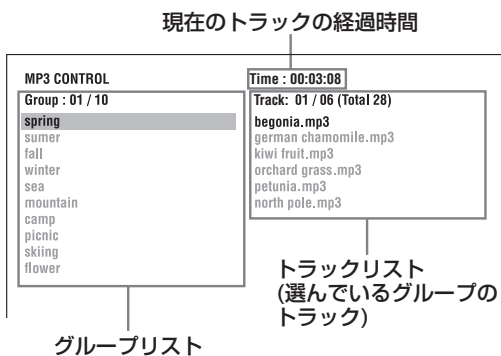 現在のトラックの経過時間
MP3 CONTROL
Time : 00:03:08
Group : 01 / 10
spring
sumer
fall
winter
sea
mountain
camp
picnic
skiing
flower
Track: 01 / 06 (Total 28)
begonia.mp3
german chamomile.mp3
kiwi fruit.mp3
orchard grass.mp3
petunia.mp3
north pole.mp3
トラックリスト
(選んでいるグループの
トラック)
グループリスト